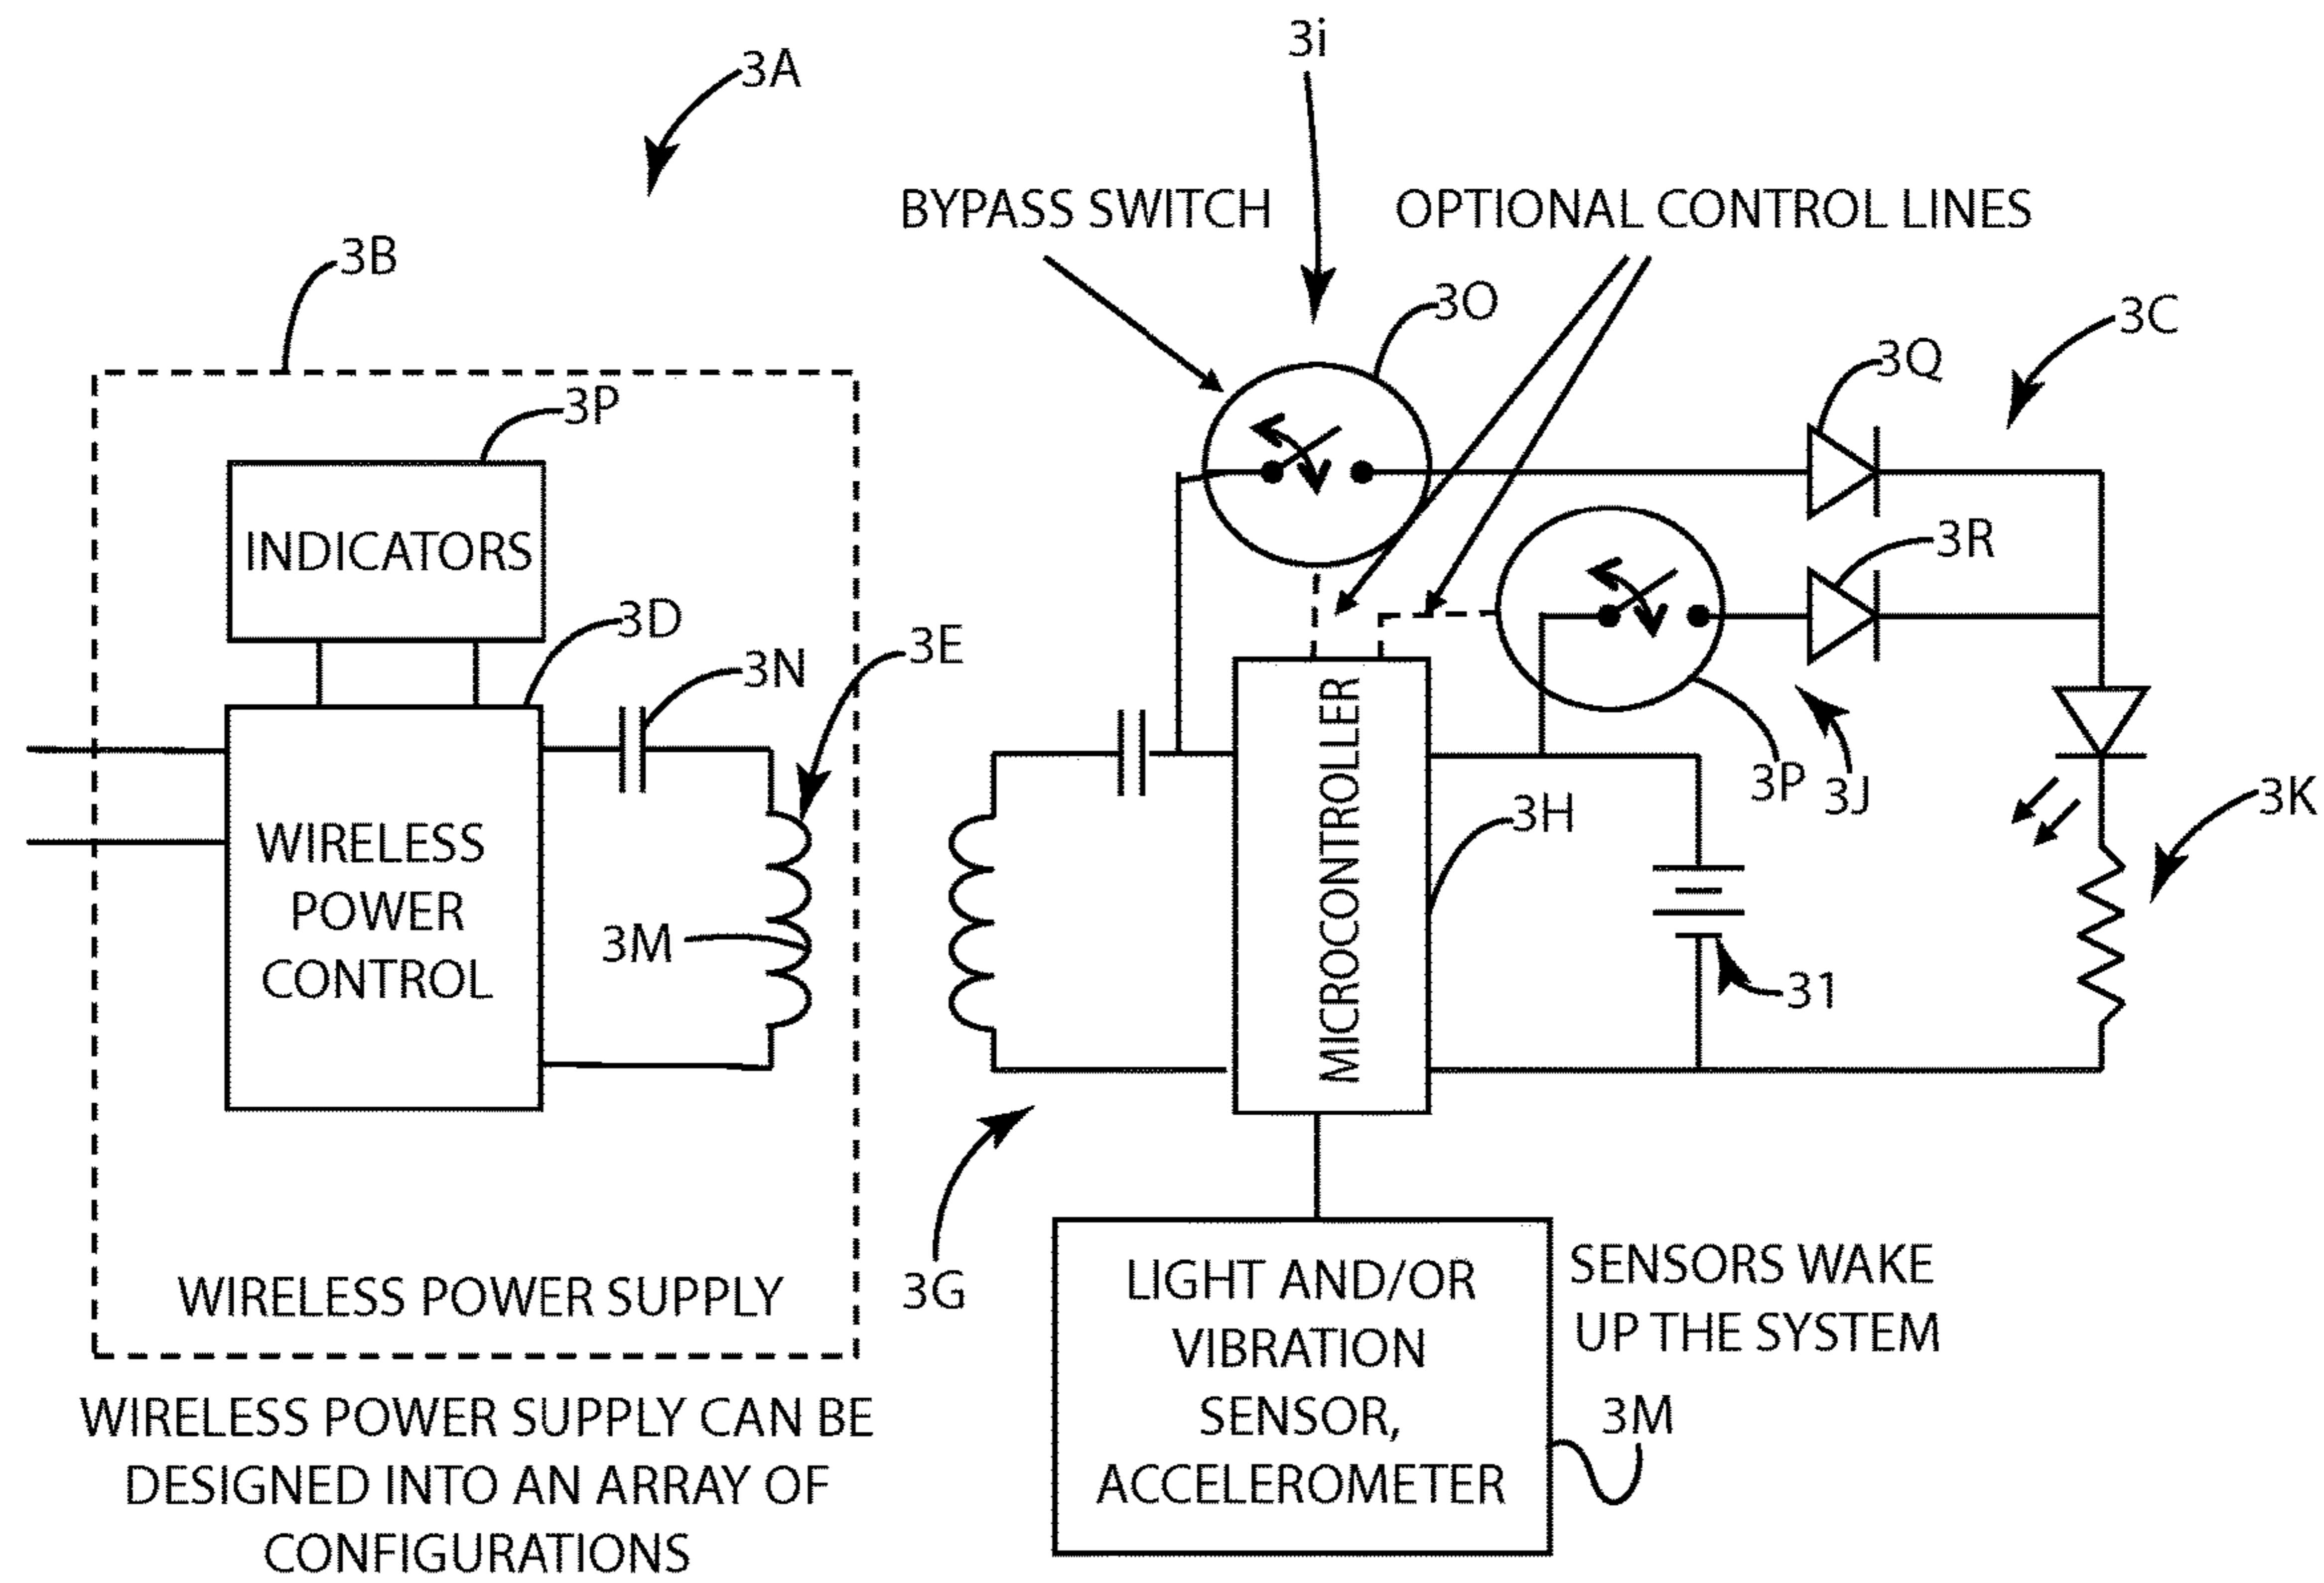 3A
3i
BYPASS SWITCH
OPTIONAL CONTROL LINES
3B
3O
3C
3Q
3P
INDICATORS
3R
3D
3N
3E
WIRELESS
POWER
CONTROL
3M
MICROCONTROLLER
3H
3P
3J
3K
31
3G
WIRELESS POWER SUPPLY
WIRELESS POWER SUPPLY CAN BE
DESIGNED INTO AN ARRAY OF
CONFIGURATIONS
LIGHT AND/OR
VIBRATION
SENSOR,
ACCELEROMETER
SENSORS WAKE
UP THE SYSTEM
3M